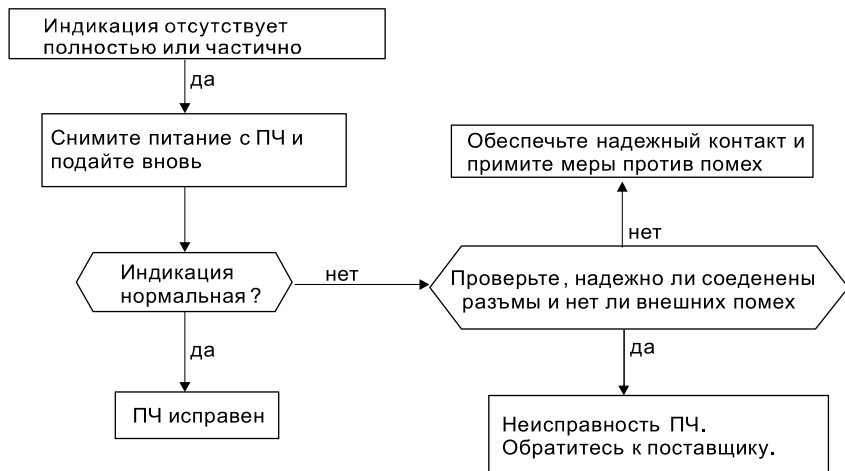 Индикация отсутствует
полностью или частично
да
Снимите питание с ПЧ и
подайте вновь
Обеспечьте надежный контакт и
примите меры против помех
нет
Индикация
нормальная ?
нет
Проверьте , надежно ли соеденены
разъмы и нет ли внешних помех
да
да
ПЧ исправен
Неисправность ПЧ.
Обратитесь к поставщику.